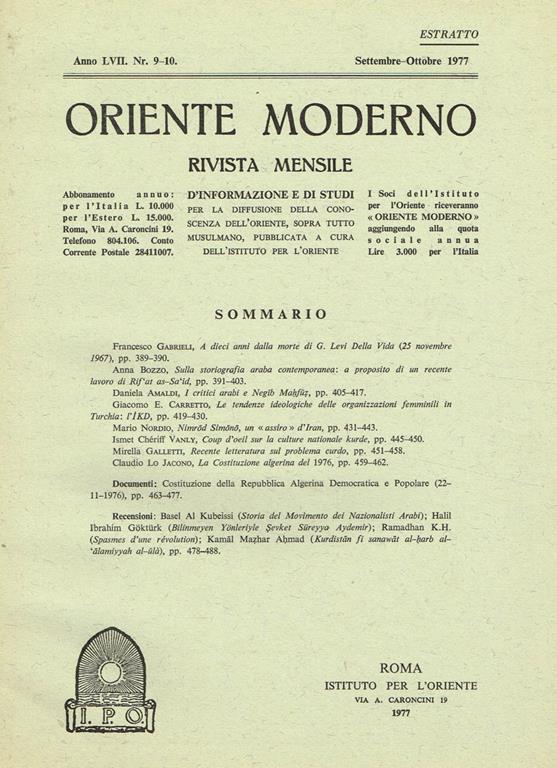 ESTRATTO
Anno LVII. Nr. 9-10. Settembre-Ottobre 1977
ORIENTE MODERNO
RIVISTA MENSILE
Abbonamento annuo:
per l'Italia L. 10.000
per l'Estero L. 15.000.
Roma, Via A. Caroncini 19.
Telefono 804.106. Conto
Corrente Postale 28411007.
D'INFORMAZIONE E DI STUDI
PER LA DIFFUSIONE DELLA CONO-
SCENZA DELL'ORIENTE, SOPRA TUTTO
MUSULMANO, PUBBLICATA A CURA
DELL'ISTITUTO PER L'ORIENTE
I Soci dell'Istituto
per l'Oriente riceveranno
« ORIENTE MODERNO »
aggiungendo alla quota
sociale annua
Lire 3.000 per l'Italia
SOMMARIO
Francesco GABRIELI, A dieci anni dalla morte di G. Levi Della Vida (25 novembre
1967), pp. 389-390.
Anna BOZZO, Sulla storiografia araba contemporanea: a proposito di un recente
lavoro di Rif'at as-Sa'id, pp. 391-403.
Daniela AMALDI, I critici arabi e Negib Maḥfūẓ, pp. 405-417.
Giacomo E. CARRETTO, Le tendenze ideologiche delle organizzazioni femminili in
Turchia: l'İKD, pp. 419-430.
Mario NORDIO, Nimrōd Simōnō, un « assiro » d'Iran, pp. 431-443.
Ismet Chériff VANLY, Coup d'oeil sur la culture nationale kurde, pp. 445-450.
Mirella GALLETTI, Recente letteratura sul problema curdo, pp. 451-458.
Claudio LO JACONO, La Costituzione algerina del 1976, pp. 459-462.
Documenti: Costituzione della Repubblica Algerina Democratica e Popolare (22-
11-1976), pp. 463-477.
Recensioni: Basel Al Kubeissi (Storia del Movimento dei Nazionalisti Arabi); Halil
Ibrahim Göktürk (Bilinmeyen Yönleriyle Şevket Süreyya Aydemir); Ramadhan K.H.
(Spasmes d'une révolution); Kamāl Maẓhar Aḥmad (Kurdistān fi sanawāt al-ḥarb al-
'ālamiyyah al-ūlà), pp. 478-488.
I. P. O.
ROMA
ISTITUTO PER L'ORIENTE
VIA A. CARONCINI 19
1977